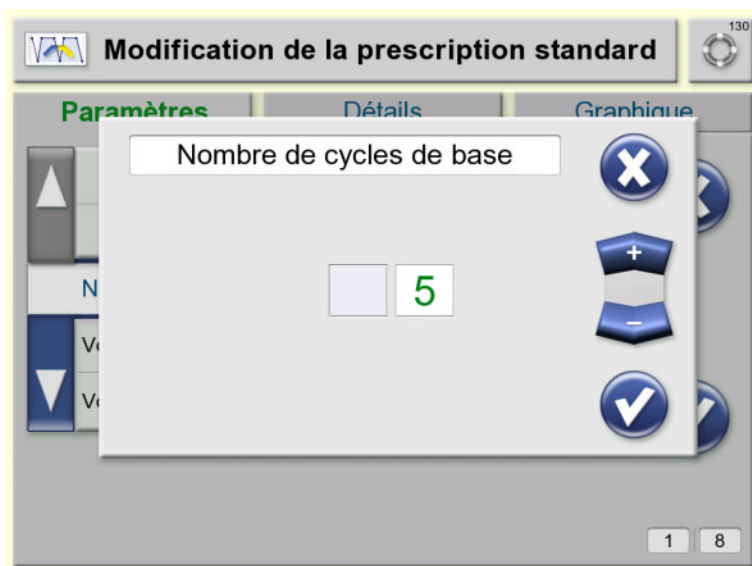 130
Modification de la prescription standard
Paramètres
Détails
Graphique
Nombre de cycles de base
5
1 8